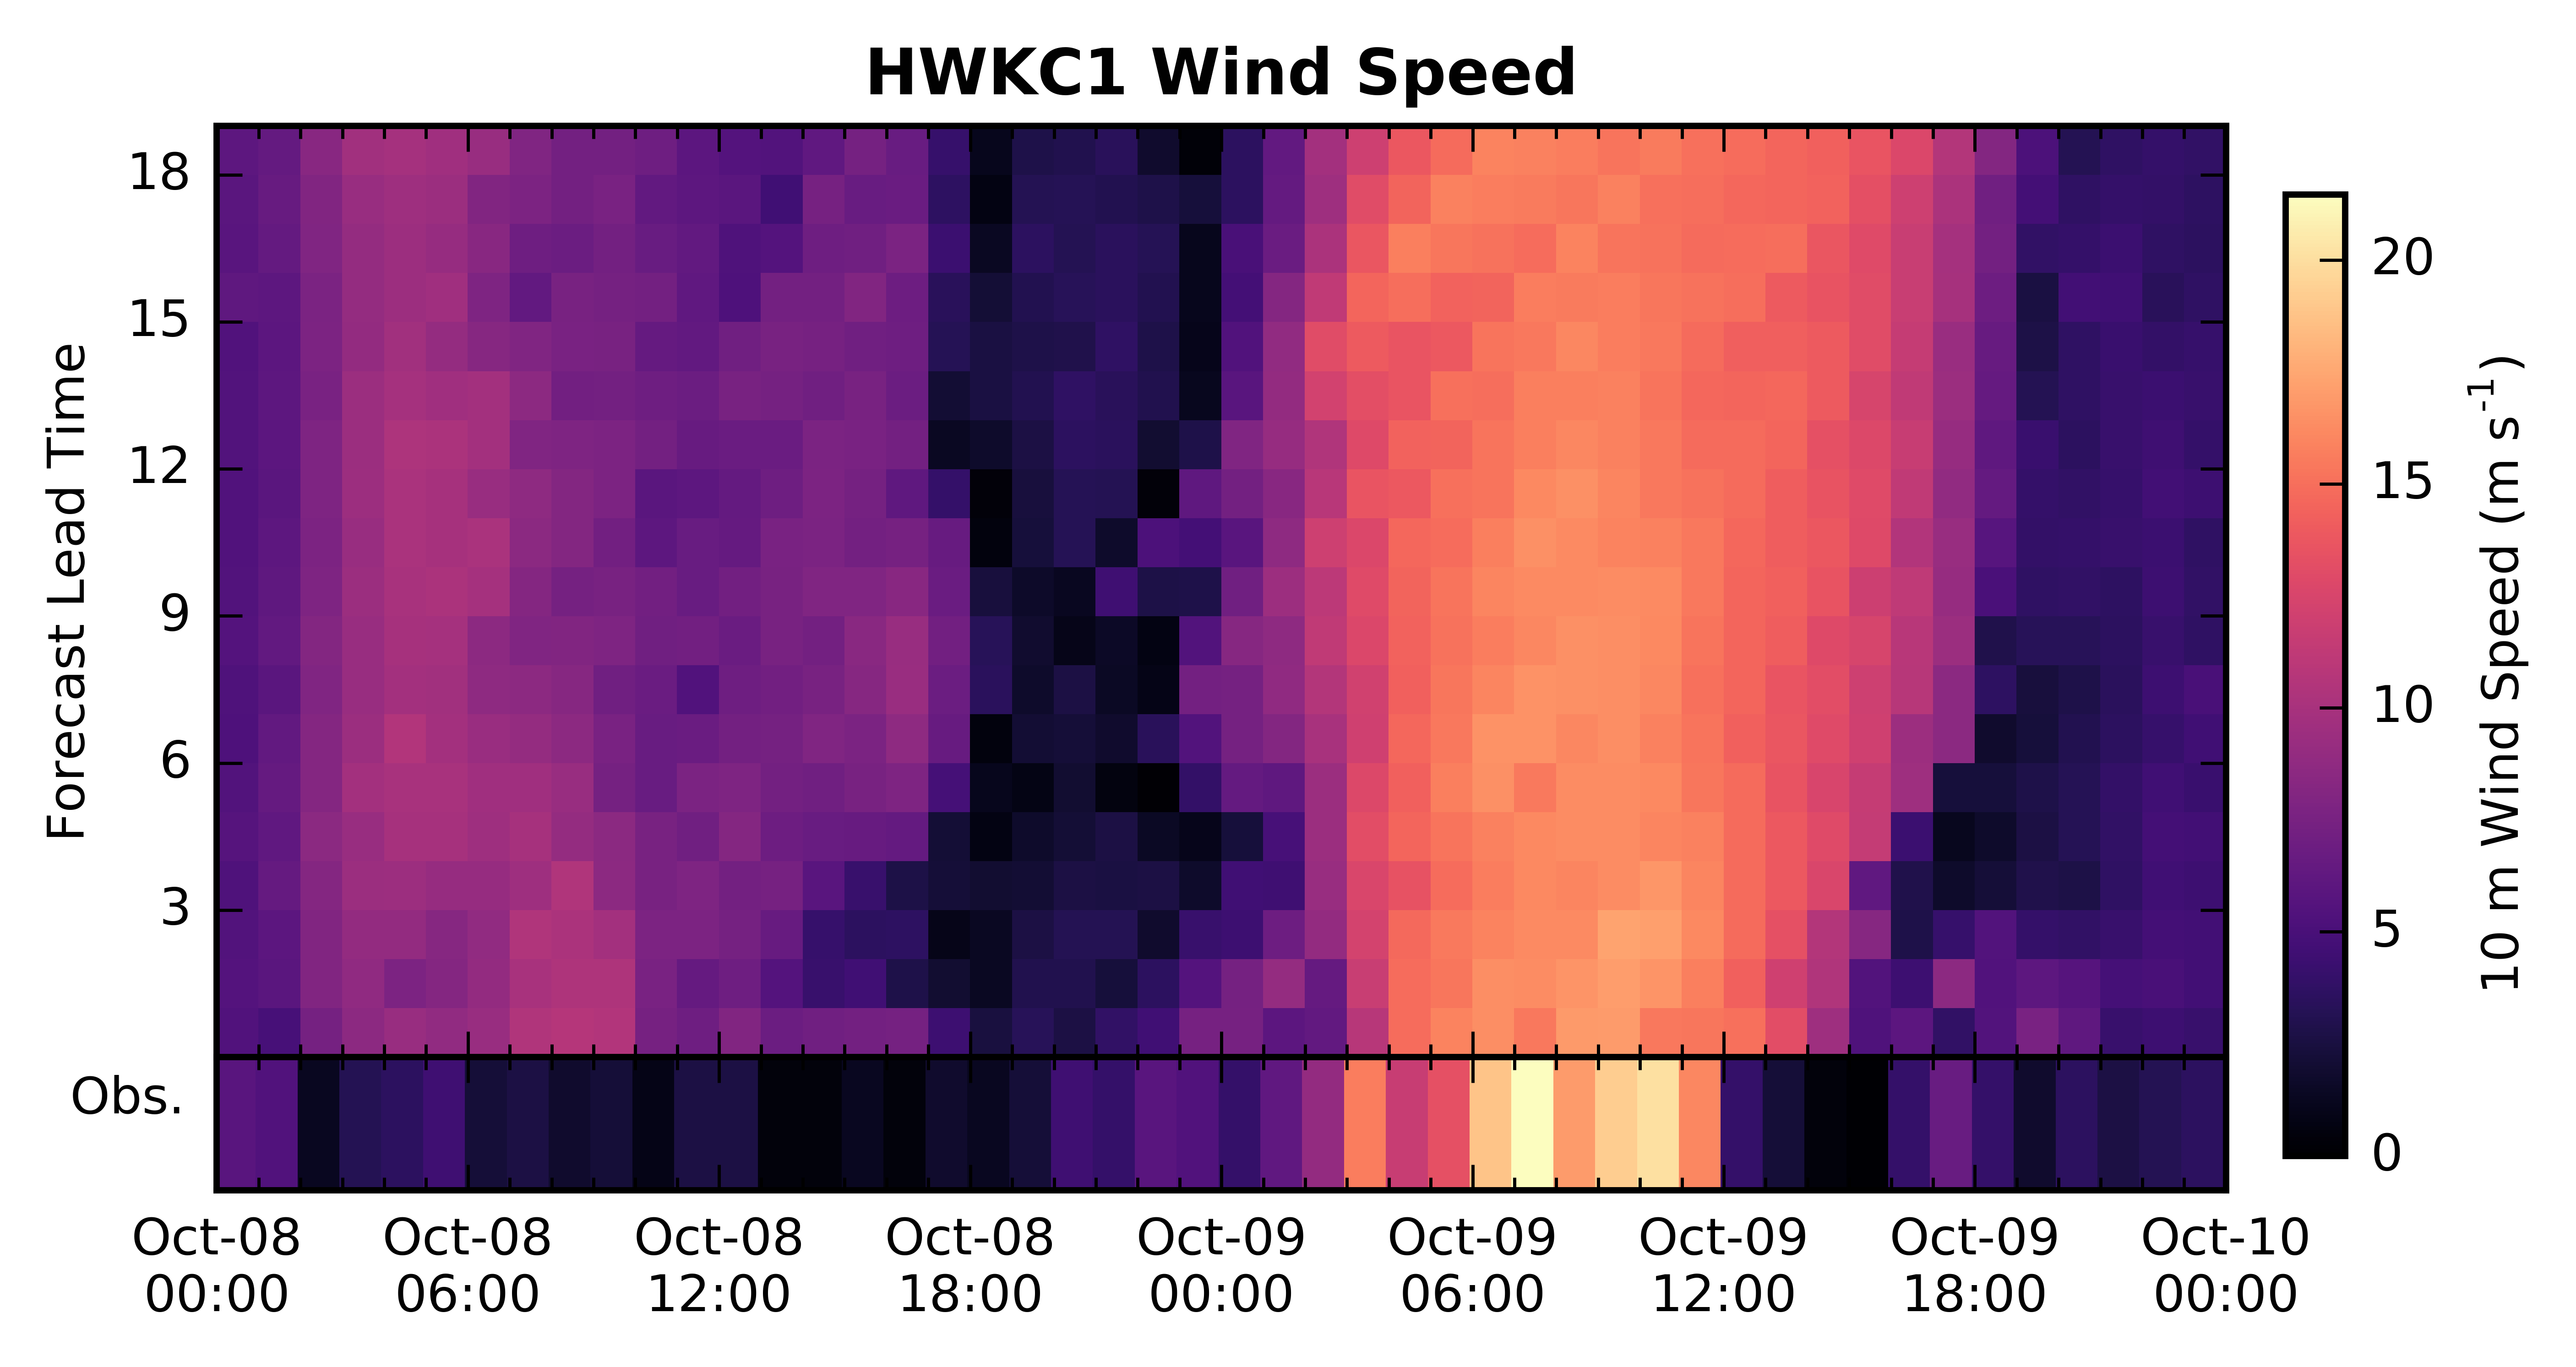 HWKC1 Wind Speed
Forecast Lead Time
18
15
12
9
6
3
Obs.
Oct-08 Oct-08 Oct-08 Oct-08 Oct-09 Oct-09 Oct-09 Oct-09 Oct-10
00:00 06:00 12:00 18:00 00:00 06:00 12:00 18:00 00:00
20
15
10
5
0
10 m Wind Speed (m s⁻¹)